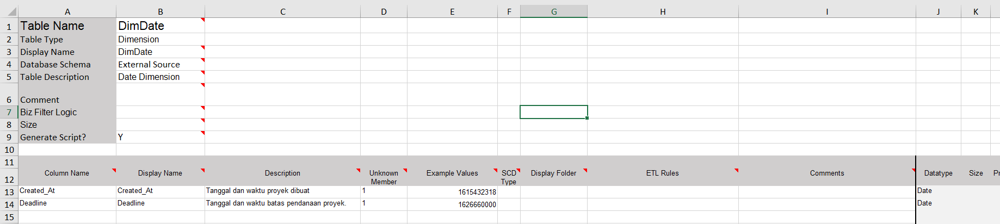 A B C D E F G H I J K
1 Table Name DimDate
2 Table Type Dimension
3 Display Name DimDate
4 Database Schema External Source
5 Table Description Date Dimension
6 Comment
7 Biz Filter Logic
8 Size
9 Generate Script? Y
10
11
12 Column Name Display Name Description Unknown Member Example Values SCD Type Display Folder ETL Rules Comments Datatype Size Pr
13 Created_At Created_At Tanggal dan waktu proyek dibuat 1 1615432318 Date
14 Deadline Deadline Tanggal dan waktu batas pendanaan proyek. 1 1626660000 Date
15